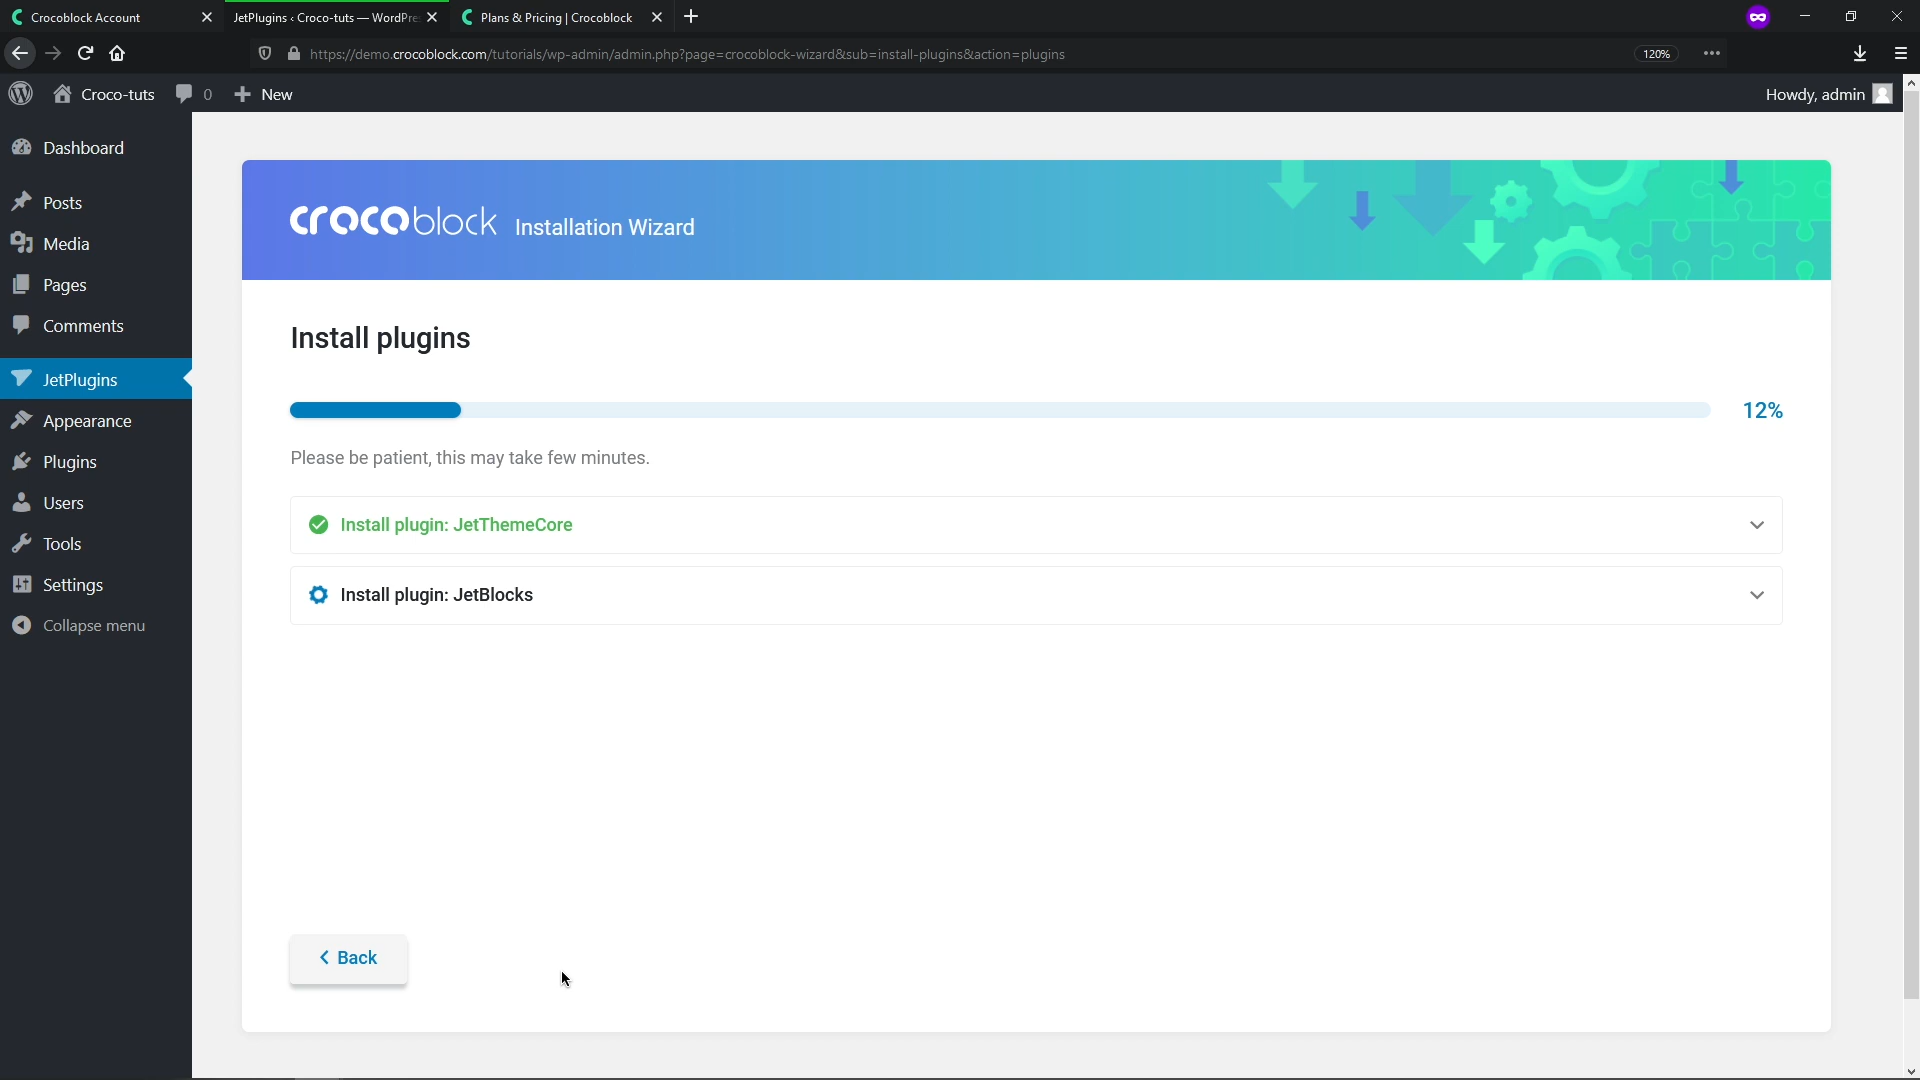 Crocoblock Account
JetPlugins ‹ Croco-tuts — WordPre
Plans & Pricing | Crocoblock
https://demo.crocoblock.com/tutorials/wp-admin/admin.php?page=crocoblock-wizard&sub=install-plugins&action=plugins
120%
Croco-tuts
0
New
Howdy, admin
Dashboard
Posts
Media
Pages
Comments
JetPlugins
Appearance
Plugins
Users
Tools
Settings
Collapse menu
crocoblock Installation Wizard
Install plugins
12%
Please be patient, this may take few minutes.
Install plugin: JetThemeCore
Install plugin: JetBlocks
Back